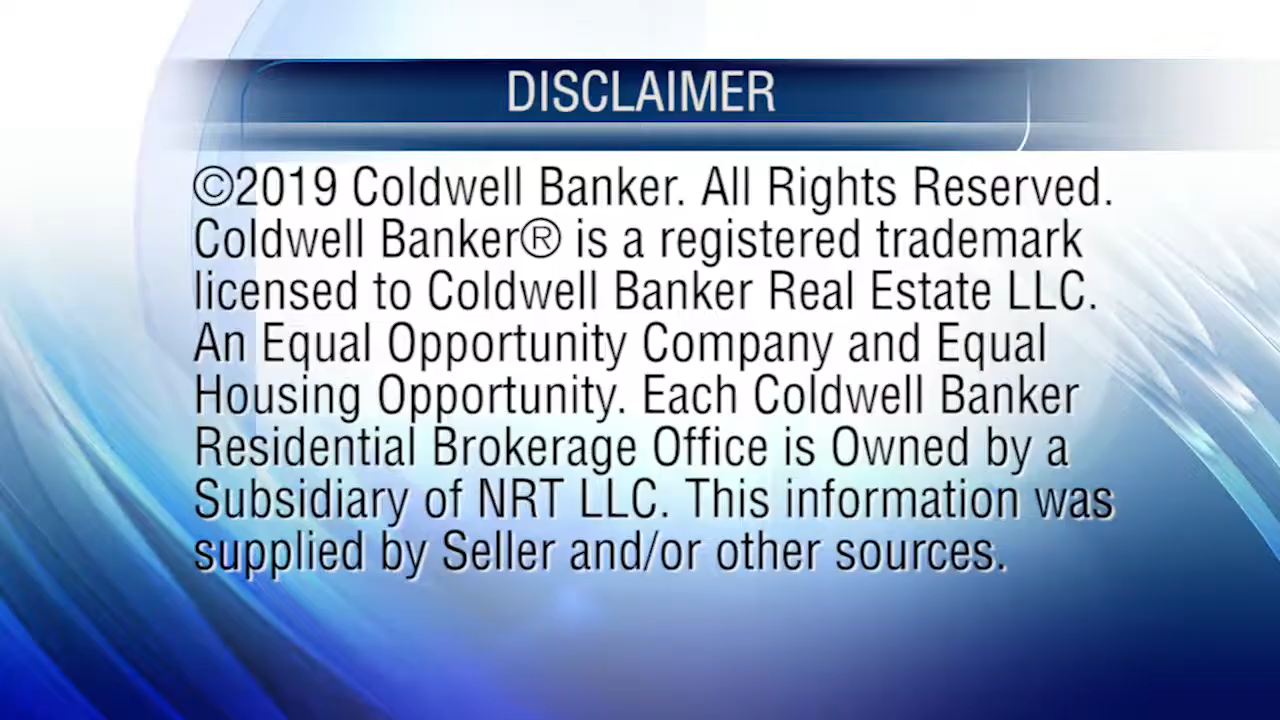 DISCLAIMER
©2019 Coldwell Banker. All Rights Reserved.
Coldwell Banker® is a registered trademark
licensed to Coldwell Banker Real Estate LLC.
An Equal Opportunity Company and Equal
Housing Opportunity. Each Coldwell Banker
Residential Brokerage Office is Owned by a
Subsidiary of NRT LLC. This information was
supplied by Seller and/or other sources.